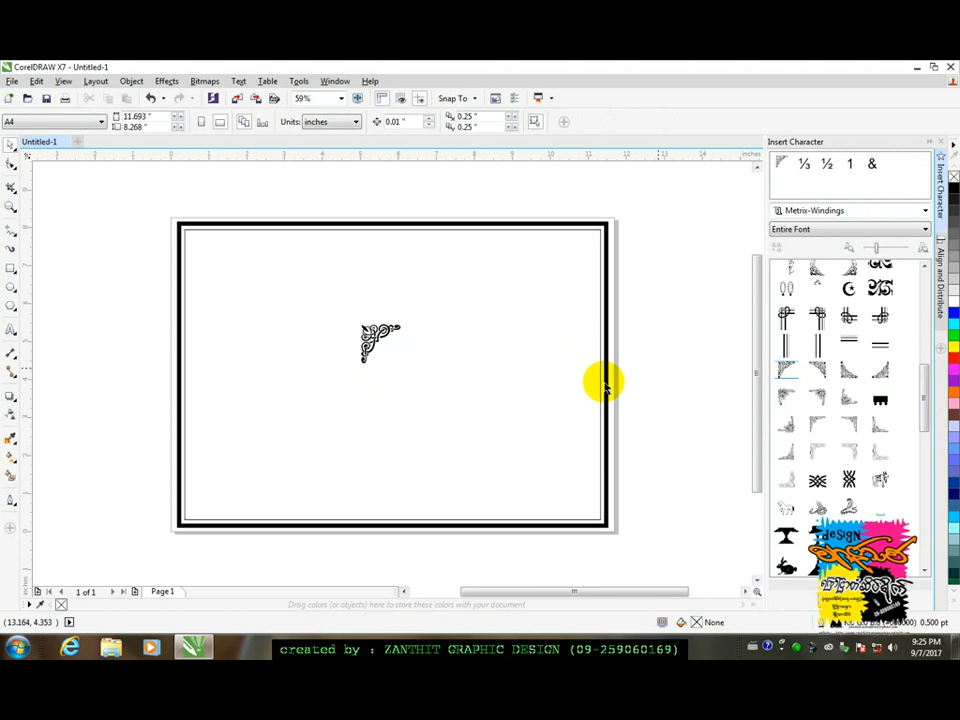 CorelDRAW X7 - Untitled-1
File Edit View Layout Object Effects Bitmaps Text Table Tools Window Help
59% Snap To
A4 11.693 " 8.268 " Units: inches 0.01 " 0.25 " 0.25 "
Untitled-1
Insert Character
inches
⅓ ½ 1 &
Metrix-Windings
Entire Font
Insert Character
Align and Distribute
design
1 of 1 Page 1
Drag colors (or objects) here to store these colors with your document
(13.164, 4.353) None 0.500 pt
created by : ZANTHIT GRAPHIC DESIGN (09-259060169)
9:25 PM
9/7/2017